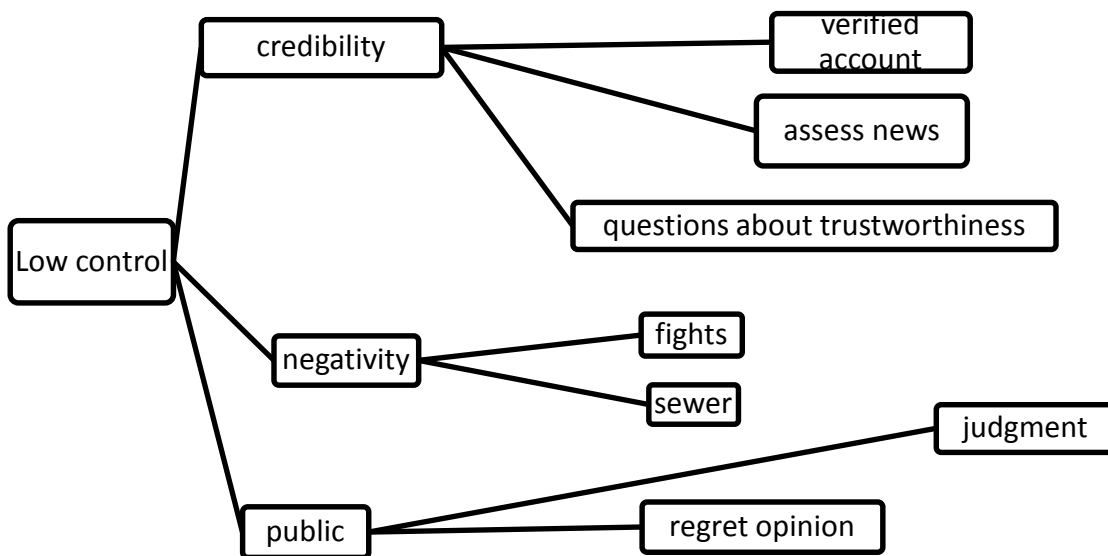 credibility
verified
account
assess news
questions about trustworthiness
Low control
negativity
fights
sewer
judgment
public
regret opinion